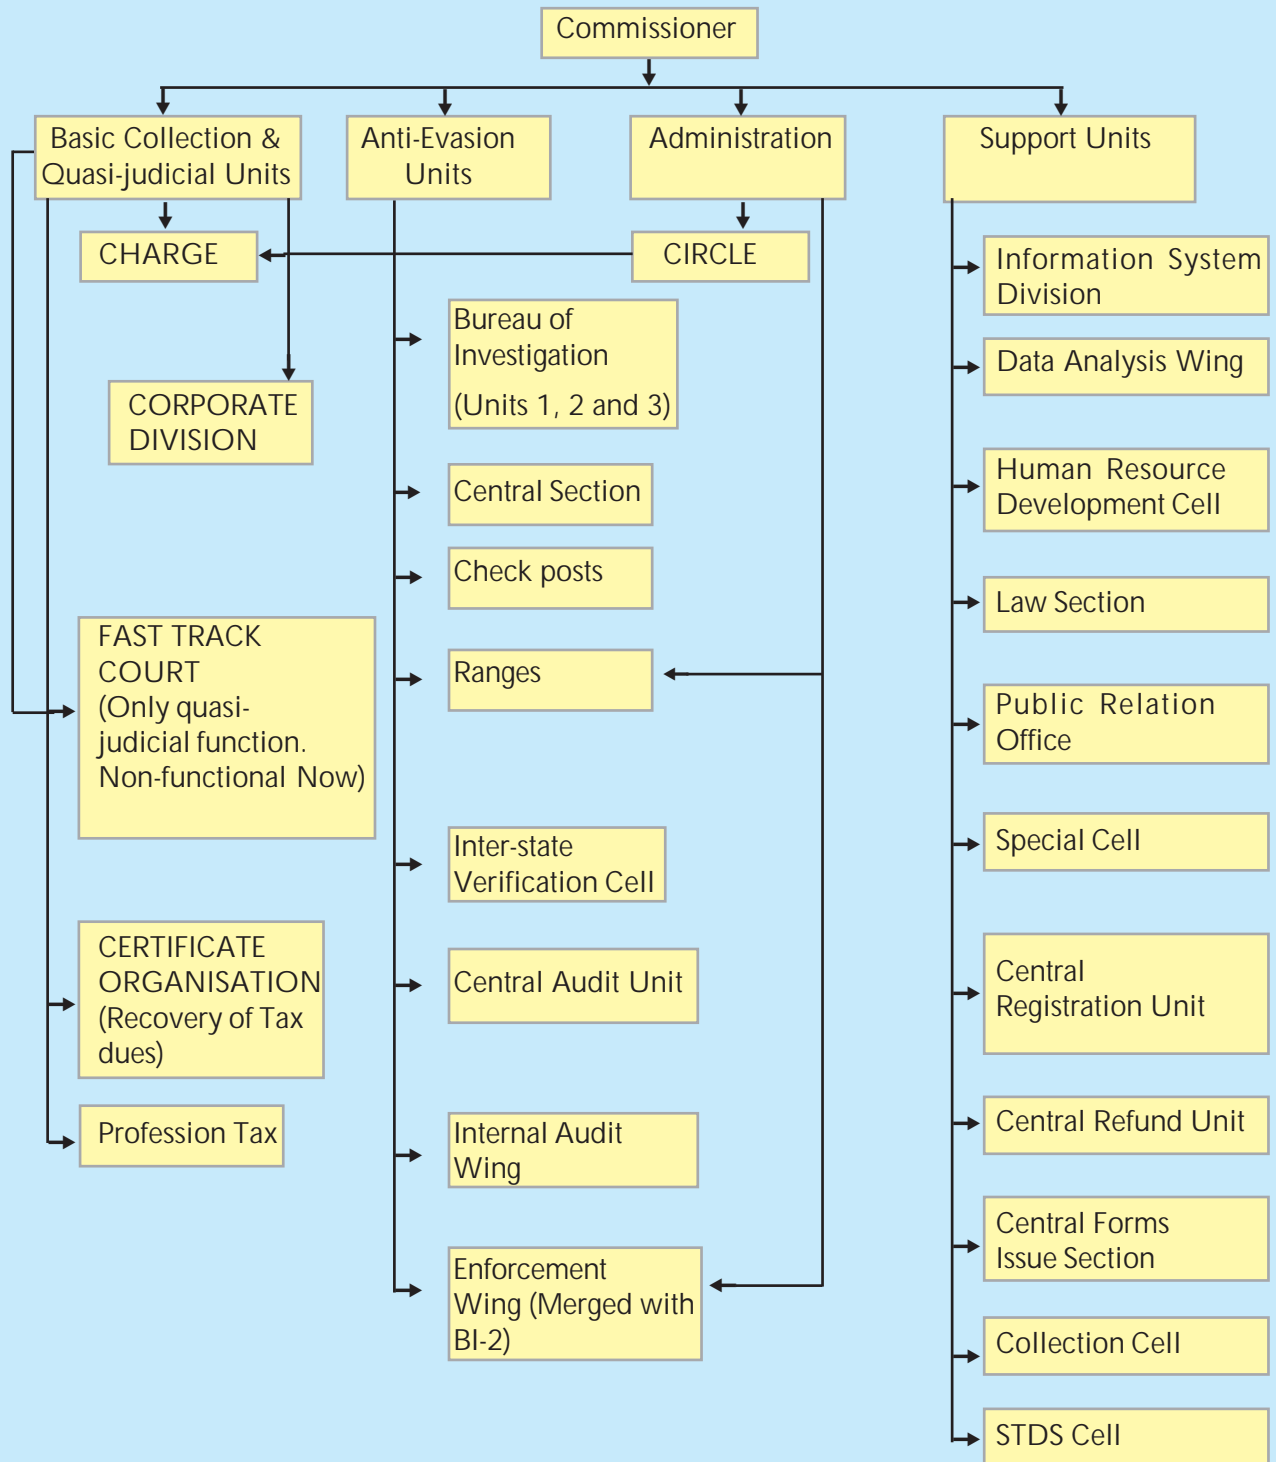 Commissioner
Basic Collection &
Quasi-judicial Units
Anti-Evasion
Units
Administration
Support Units
CHARGE
CIRCLE
CORPORATE
DIVISION
FAST TRACK
COURT
(Only quasi-
judicial function.
Non-functional Now)
CERTIFICATE
ORGANISATION
(Recovery of Tax
dues)
Profession Tax
Bureau of
Investigation
(Units 1, 2 and 3)
Central Section
Check posts
Ranges
Inter-state
Verification Cell
Central Audit Unit
Internal Audit
Wing
Enforcement
Wing (Merged with
BI-2)
Information System
Division
Data Analysis Wing
Human Resource
Development Cell
Law Section
Public Relation
Office
Special Cell
Central
Registration Unit
Central Refund Unit
Central Forms
Issue Section
Collection Cell
STDS Cell